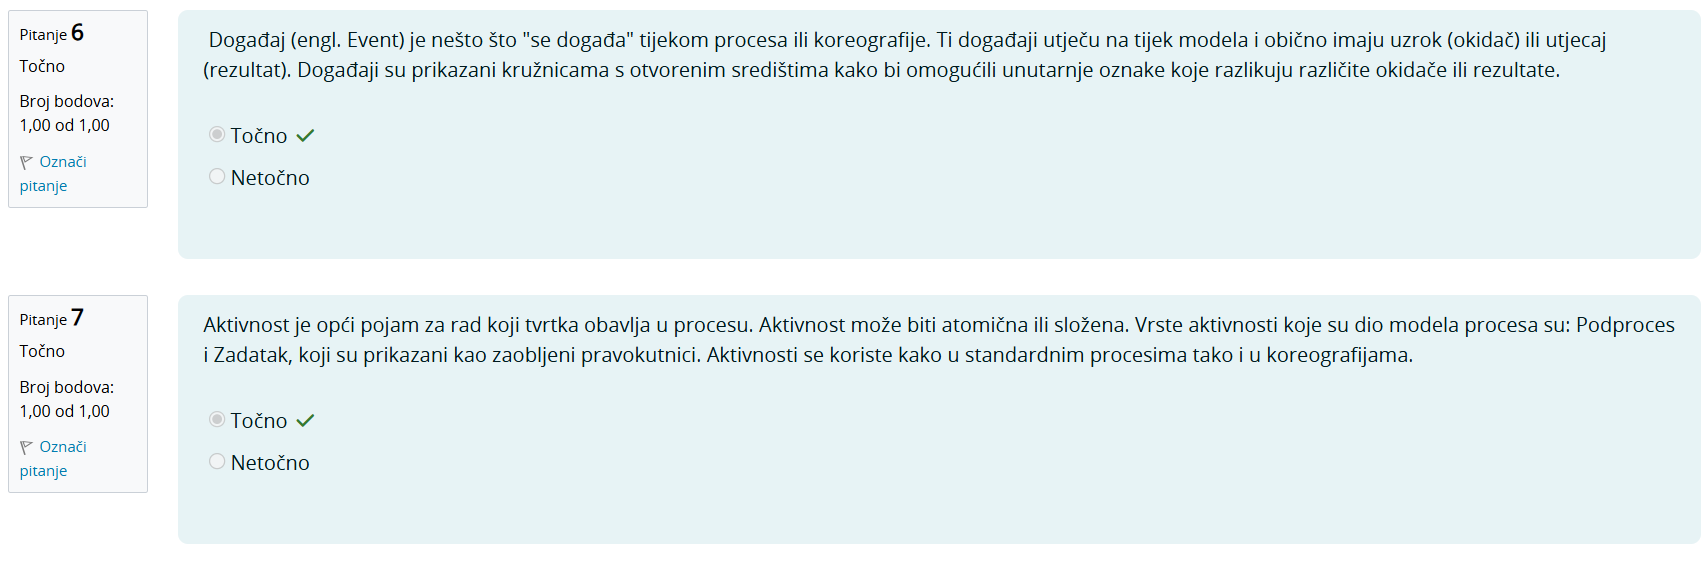 Pitanje 6
Točno
Broj bodova:
1,00 od 1,00
Označi
pitanje
Događaj (engl. Event) je nešto što "se događa" tijekom procesa ili koreografije. Ti događaji utječu na tijek modela i obično imaju uzrok (okidač) ili utjecaj
(rezultat). Događaji su prikazani kružnicama s otvorenim središtima kako bi omogućili unutarnje oznake koje razlikuju različite okidače ili rezultate.
Točno
Netočno
Pitanje 7
Točno
Broj bodova:
1,00 od 1,00
Označi
pitanje
Aktivnost je opći pojam za rad koji tvrtka obavlja u procesu. Aktivnost može biti atomična ili složena. Vrste aktivnosti koje su dio modela procesa su: Podproces
i Zadatak, koji su prikazani kao zaobljeni pravokutnici. Aktivnosti se koriste kako u standardnim procesima tako i u koreografijama.
Točno
Netočno